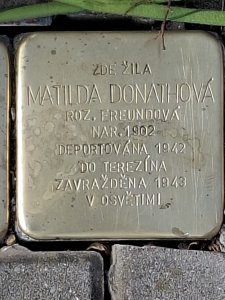 ZDE ŽILA
MATILDA DONATHOVÁ
ROZ. FREUNDOVÁ
NAR. 1902
DEPORTOVÁNA 1942
DO TEREZÍNA
ZAVRAŽDĚNA 1943
V OSVĚTIMI